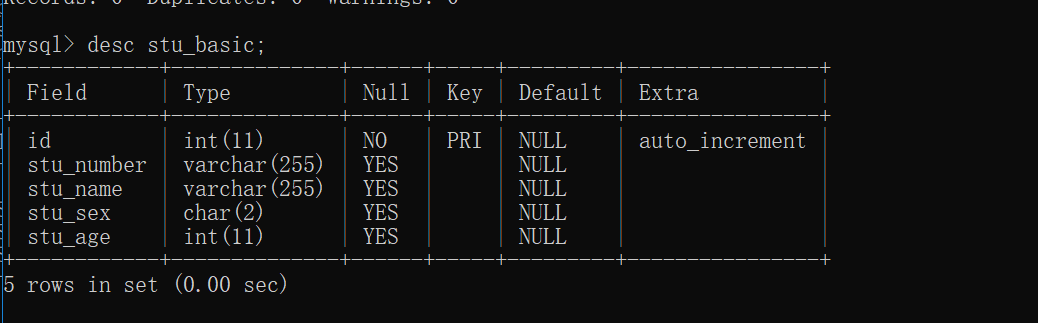 Records: 0  Duplicates: 0  Warnings: 0
mysql> desc stu_basic;
+------------+--------------+------+-----+---------+----------------+
| Field      | Type         | Null | Key | Default | Extra          |
+------------+--------------+------+-----+---------+----------------+
| id         | int(11)      | NO   | PRI | NULL    | auto_increment |
| stu_number | varchar(255) | YES  |     | NULL    |                |
| stu_name   | varchar(255) | YES  |     | NULL    |                |
| stu_sex    | char(2)      | YES  |     | NULL    |                |
| stu_age    | int(11)      | YES  |     | NULL    |                |
+------------+--------------+------+-----+---------+----------------+
5 rows in set (0.00 sec)